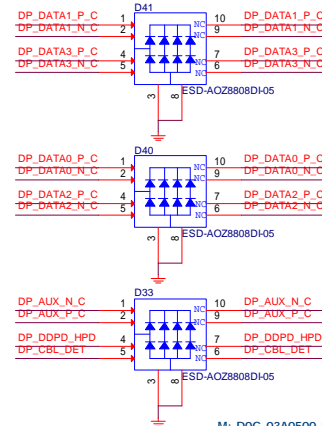 D41
DP_DATA1_P_C 1 NC 10 DP_DATA1_P_C
DP_DATA1_N_C 2 NC 9 DP_DATA1_N_C
DP_DATA3_P_C 4 NC 7 DP_DATA3_P_C
DP_DATA3_N_C 5 NC 6 DP_DATA3_N_C
3 8 ESD-AOZ8808DI-05
D40
DP_DATA0_P_C 1 NC 10 DP_DATA0_P_C
DP_DATA0_N_C 2 NC 9 DP_DATA0_N_C
DP_DATA2_P_C 4 NC 7 DP_DATA2_P_C
DP_DATA2_N_C 5 NC 6 DP_DATA2_N_C
3 8 ESD-AOZ8808DI-05
D33
DP_AUX_N_C 1 NC 10 DP_AUX_N_C
DP_AUX_P_C 2 NC 9 DP_AUX_P_C
DP_DDPD_HPD 4 NC 7 DP_DDPD_HPD
DP_CBL_DET 5 NC 6 DP_CBL_DET
3 8 ESD-AOZ8808DI-05